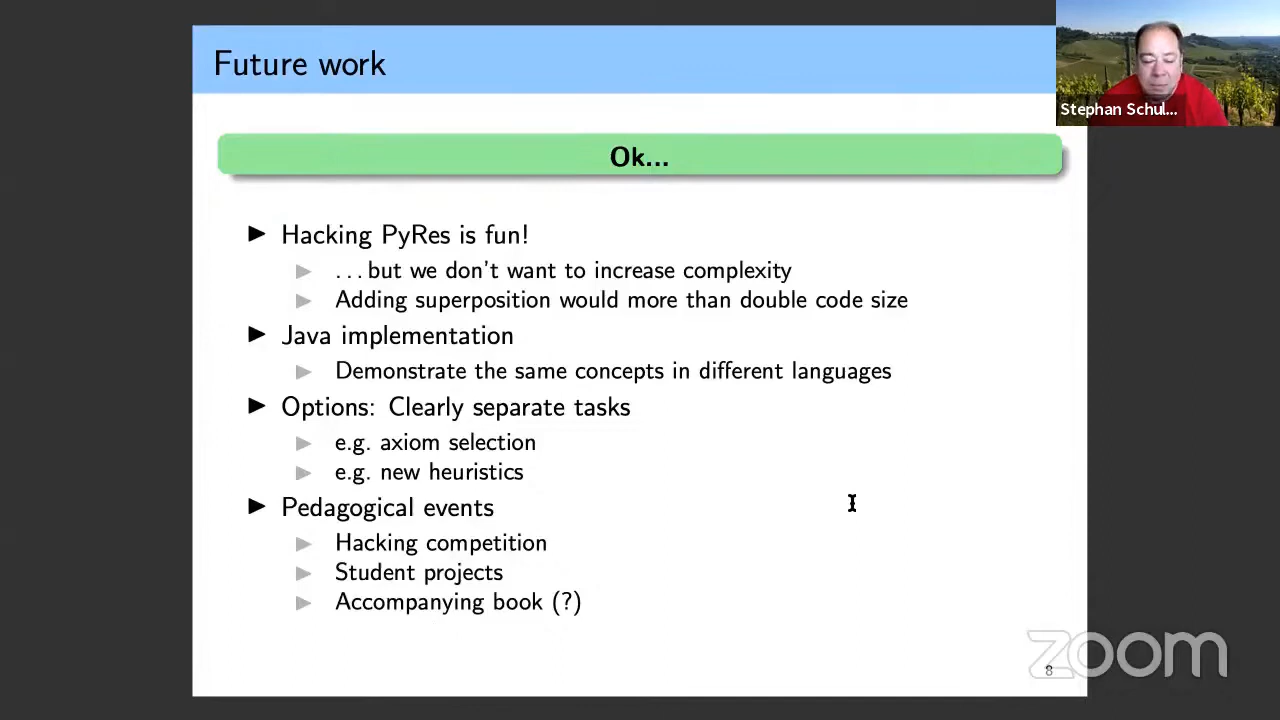 Future work
Stephan Schul...
Ok...
Hacking PyRes is fun!
...but we don't want to increase complexity
Adding superposition would more than double code size
Java implementation
Demonstrate the same concepts in different languages
Options: Clearly separate tasks
e.g. axiom selection
e.g. new heuristics
Pedagogical events
Hacking competition
Student projects
Accompanying book (?)
zoom
8